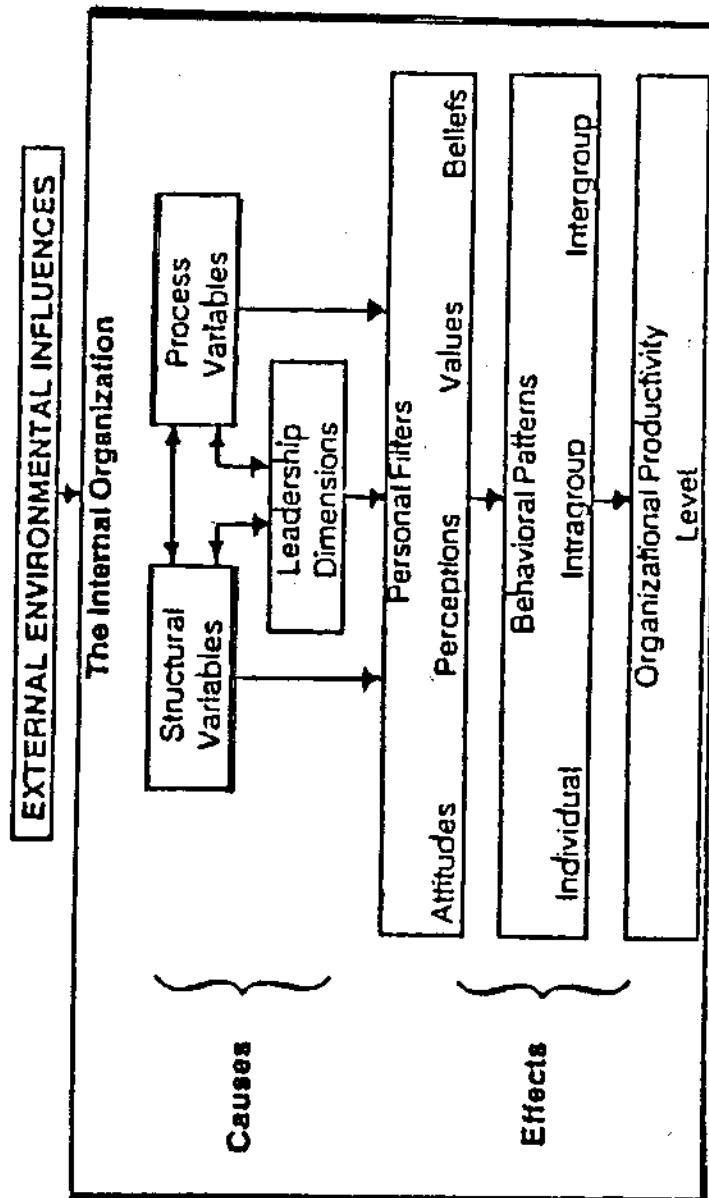 EXTERNAL ENVIRONMENTAL INFLUENCES
The Internal Organization
Causes
Structural
Variables
Process
Variables
Leadership
Dimensions
Personal Filters
Attitudes Perceptions Values Beliefs
Effects
Behavioral Patterns
Individual Intragroup Intergroup
Organizational Productivity
Level